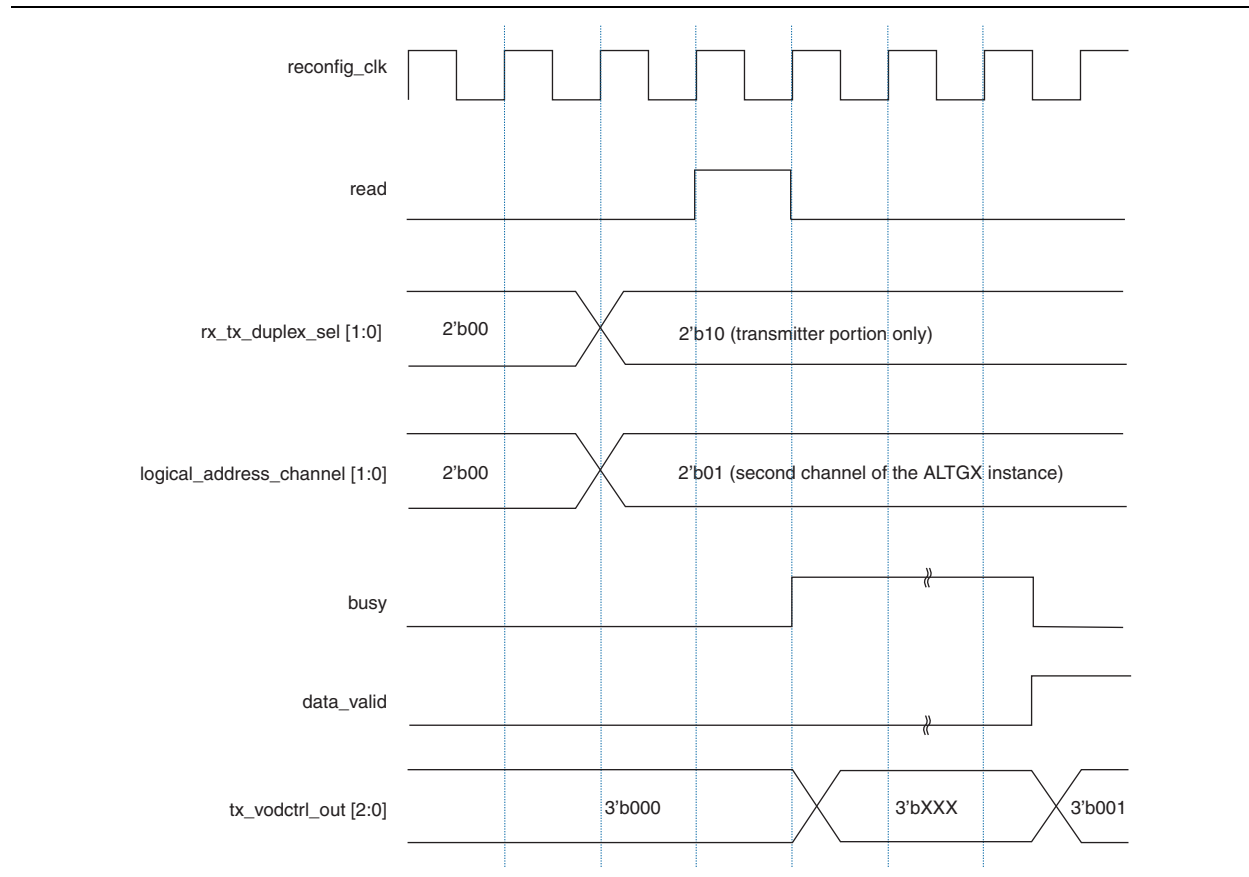 reconfig_clk
read
rx_tx_duplex_sel [1:0]
2'b00
2'b10 (transmitter portion only)
logical_address_channel [1:0]
2'b00
2'b01 (second channel of the ALTGX instance)
busy
data_valid
tx_vodctrl_out [2:0]
3'b000
3'bXXX
3'b001